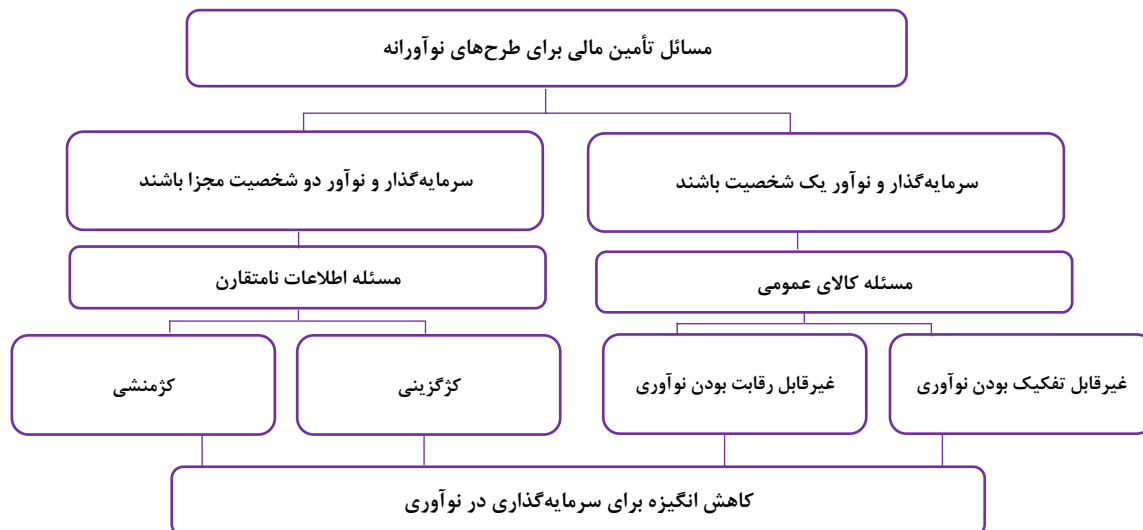 مسائل تأمین مالی برای طرح‌های نوآورانه
سرمایه‌گذار و نوآور یک شخصیت باشند
سرمایه‌گذار و نوآور دو شخصیت مجزا باشند
مسئله کالای عمومی
مسئله اطلاعات نامتقارن
غیرقابل تفکیک بودن نوآوری
غیرقابل رقابت بودن نوآوری
کژگزینی
کژمنشی
کاهش انگیزه برای سرمایه‌گذاری در نوآوری